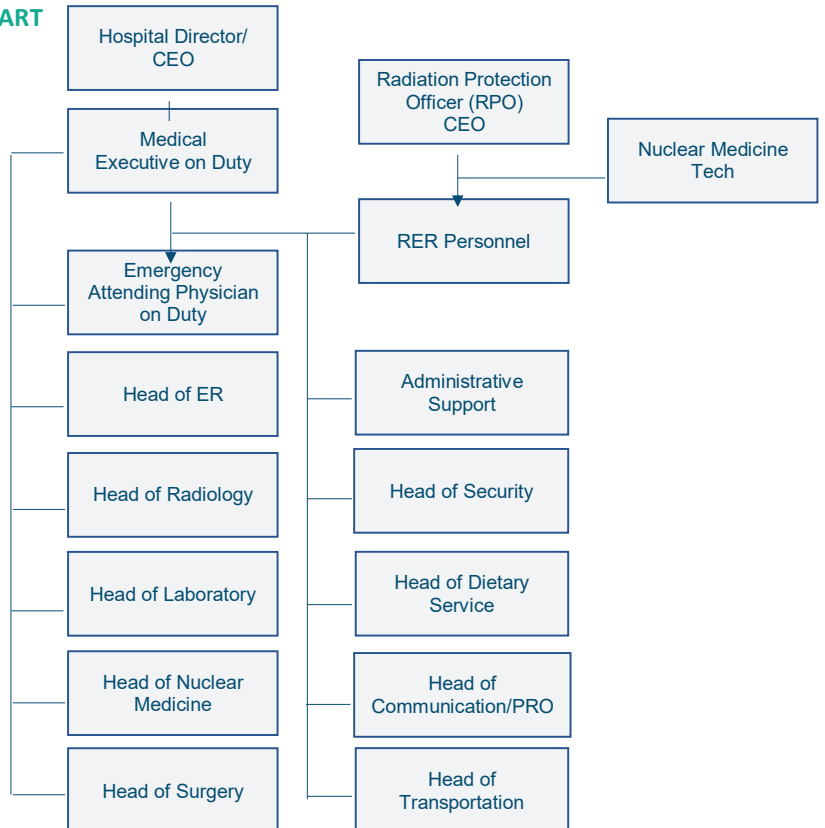 ART
Hospital Director/
CEO
Radiation Protection
Officer (RPO)
CEO
Medical
Executive on Duty
Nuclear Medicine
Tech
RER Personnel
Emergency
Attending Physician
on Duty
Head of ER
Administrative
Support
Head of Radiology
Head of Security
Head of Laboratory
Head of Dietary
Service
Head of Nuclear
Medicine
Head of
Communication/PRO
Head of Surgery
Head of
Transportation